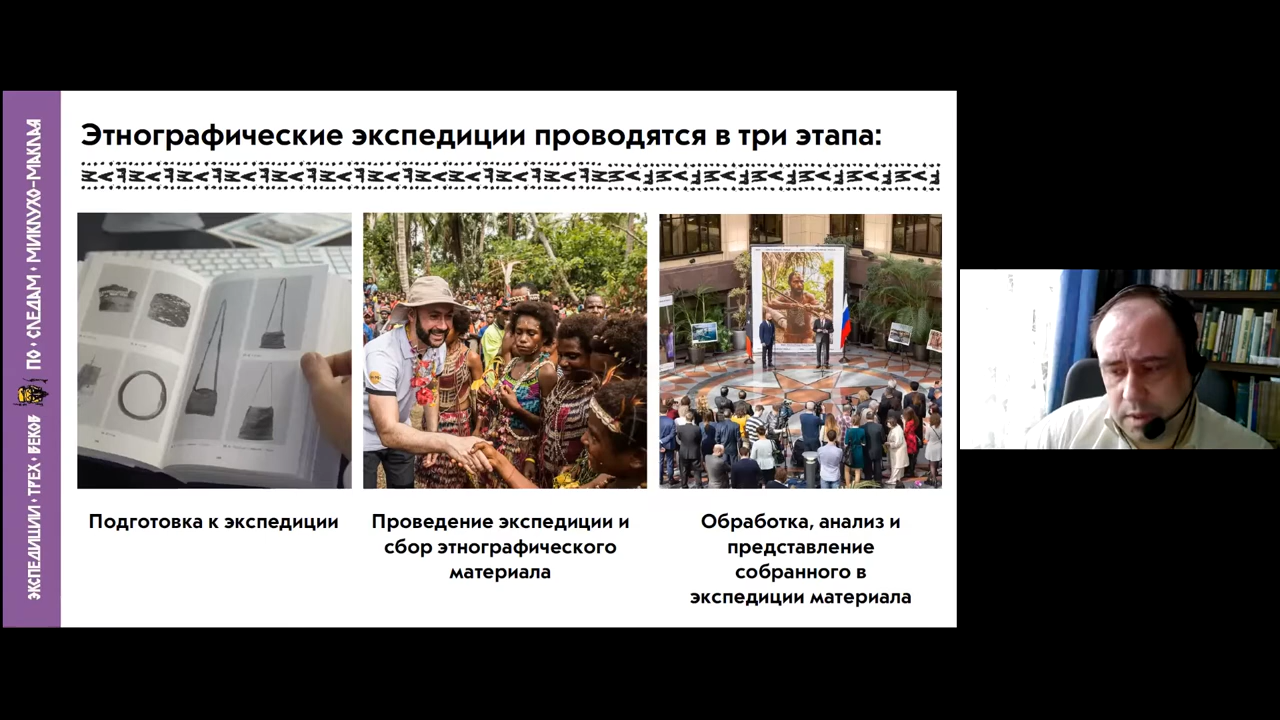 Этнографические экспедиции проводятся в три этапа:
ЭКСПЕДИЦИИ • ТРЕХ • ВЕКОВ ПО • СЛЕДАМ • МИКЛУХО-МАКЛАЯ
Подготовка к экспедиции
Проведение экспедиции и
сбор этнографического
материала
Обработка, анализ и
представление
собранного в
экспедиции материала